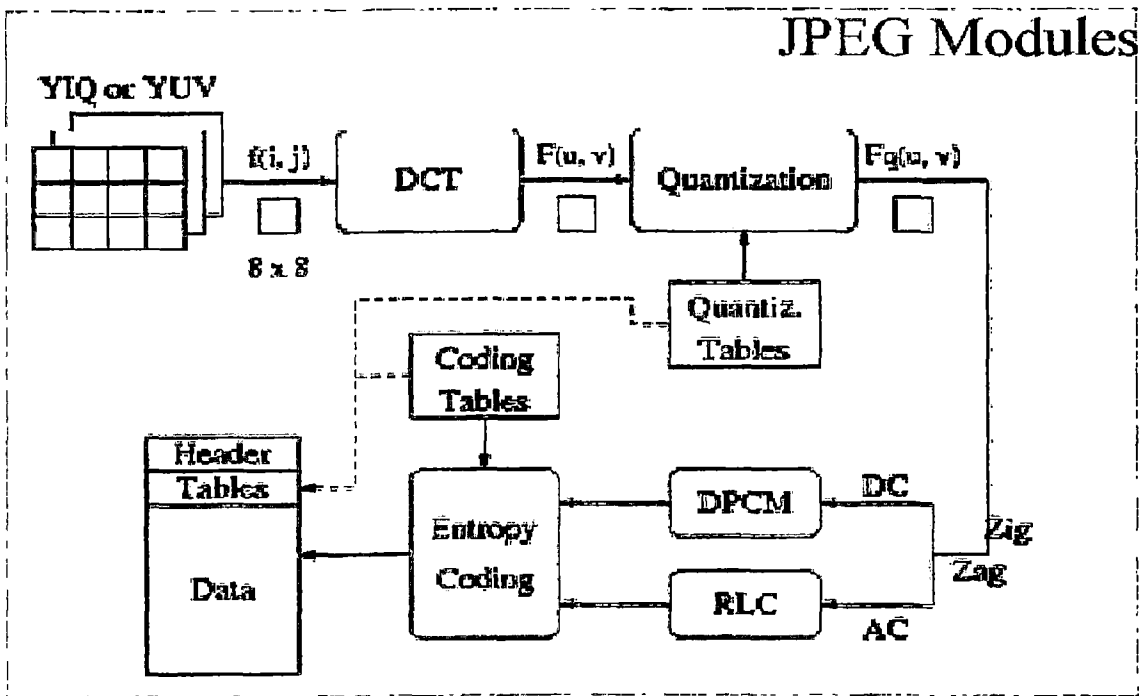 JPEG Modules
YIQ or YUV
f(i, j)
DCT
F(u, v)
Quantization
Fq(u, v)
8 x 8
Quantiz.
Tables
Coding
Tables
Header
Tables
Data
Entropy
Coding
DPCM
DC
RLC
AC
Zig
Zag